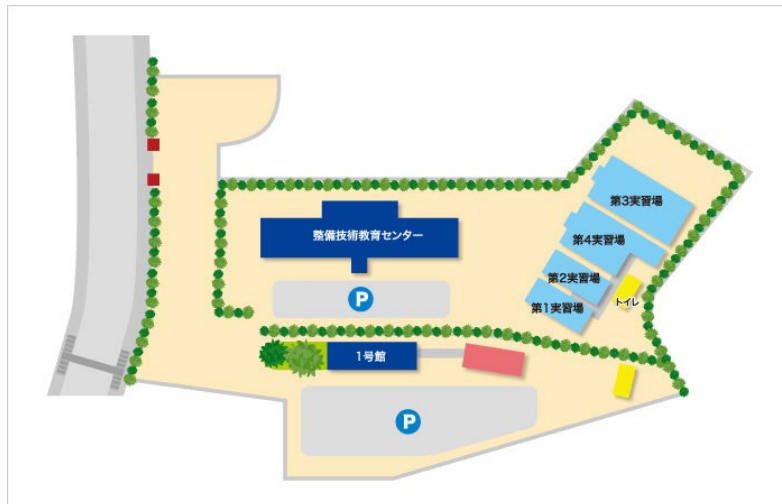 第3実習場
整備技術教育センター
第4実習場
第2実習場
P
トイレ
第1実習場
1号館
P